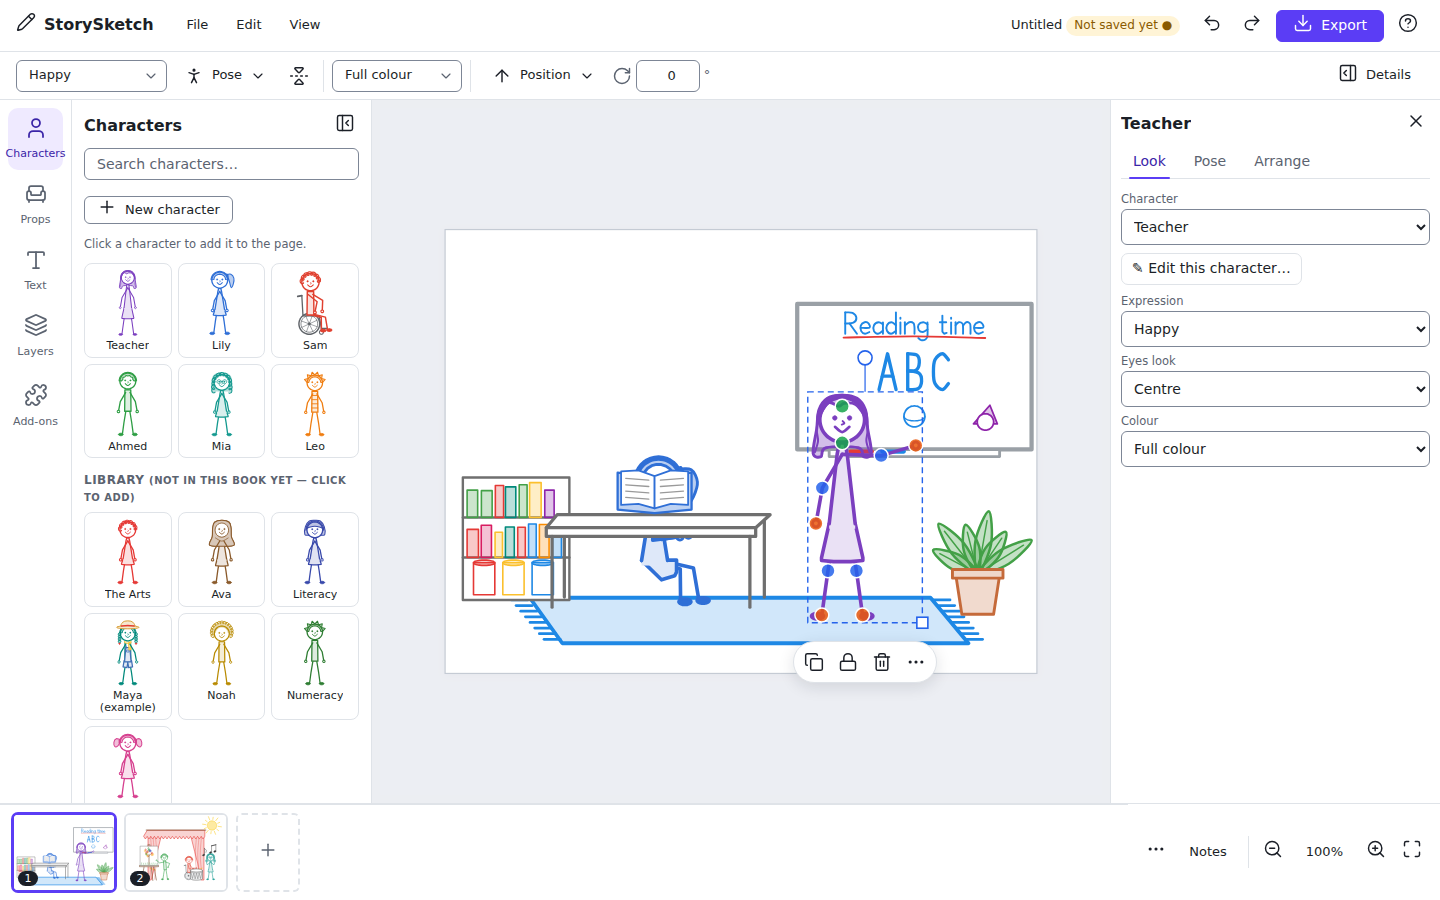 StorySketch
File
Edit
View
Untitled
Not saved yet
Export
Happy
Pose
Full colour
Position
0
°
Details
Characters
Props
Text
Layers
Add-ons
Characters
Search characters…
New character
Click a character to add it to the page.
Teacher
Lily
Sam
Ahmed
Mia
Leo
LIBRARY (NOT IN THIS BOOK YET — CLICK
TO ADD)
The Arts
Ava
Literacy
Maya
(example)
Noah
Numeracy
Reading time
ABC
Teacher
Look
Pose
Arrange
Character
Teacher
✎ Edit this character…
Expression
Happy
Eyes look
Centre
Colour
Full colour
Reading time
ABC
1
2
Notes
100%